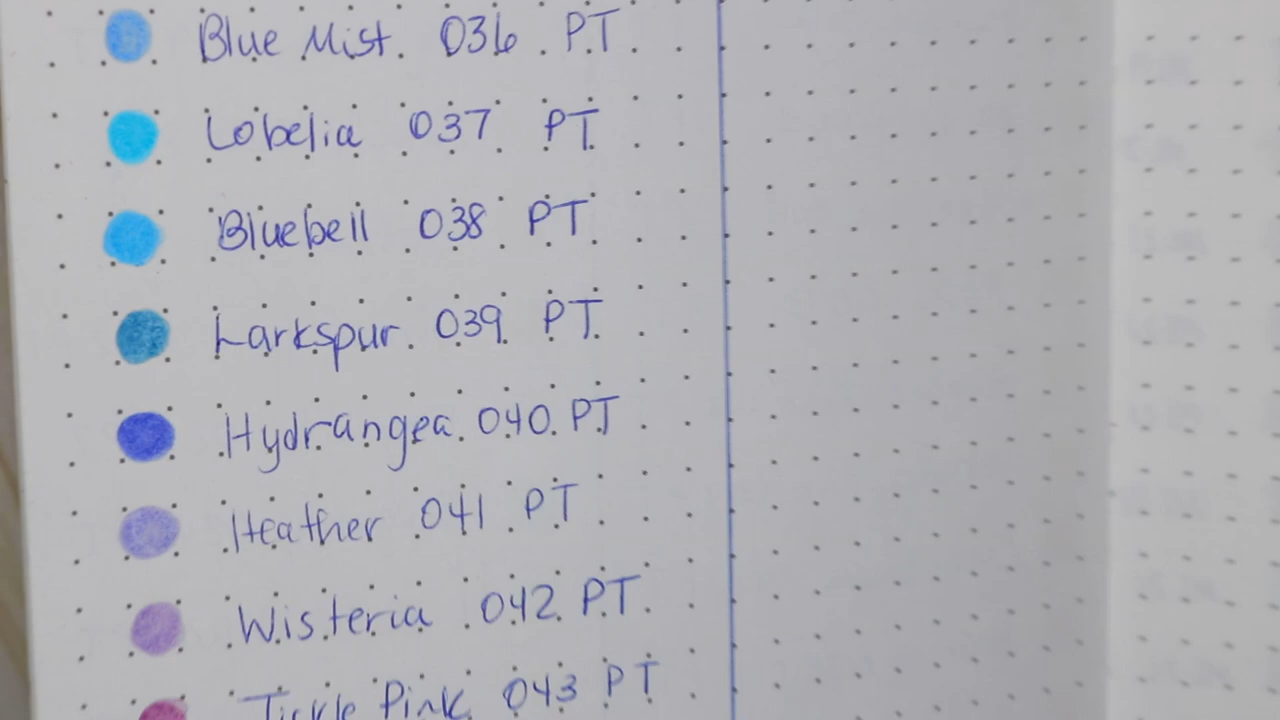 Blue Mist 036 PT
Lobelia 037 PT
Bluebell 038 PT
Larkspur 039 PT
Hydrangea 040 PT
Heather 041 PT
Wisteria 042 PT
Tickle Pink 043 PT